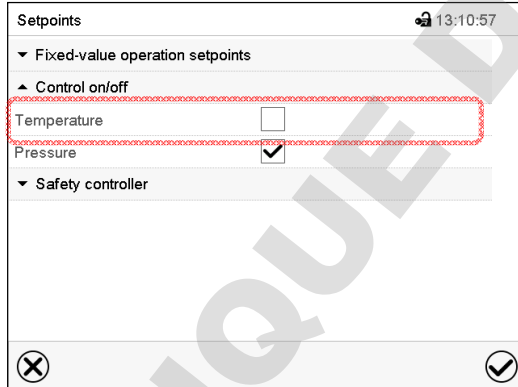 Setpoints 13:10:57
Fixed-value operation setpoints
Control on/off
Temperature
Pressure
Safety controller